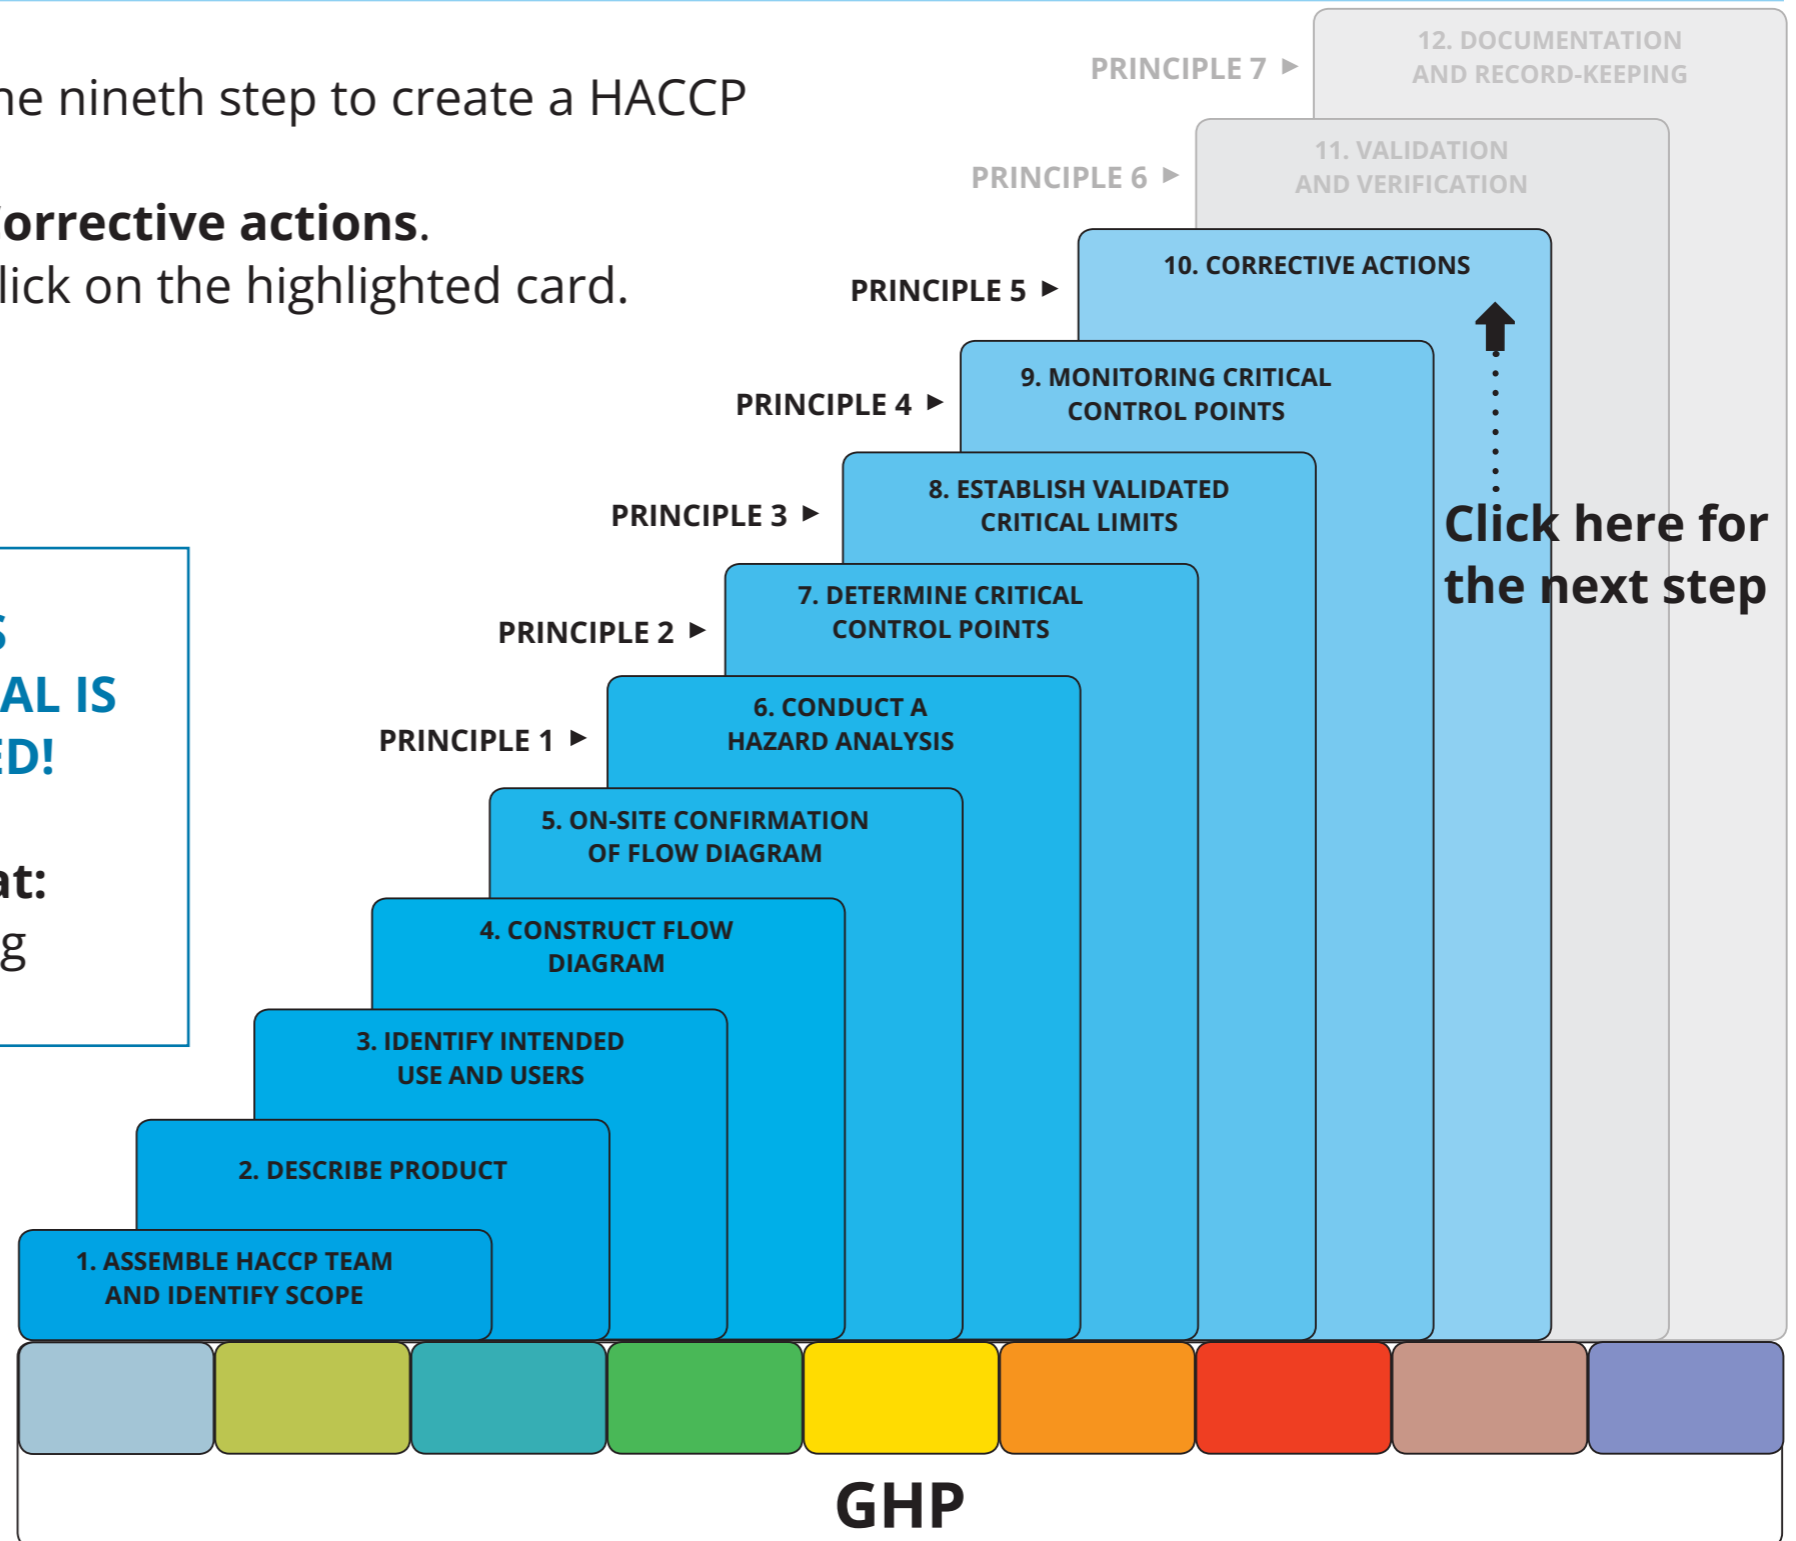 he nineth step to create a HACCP
orrective actions.
lick on the highlighted card.
S
AL IS
ED!
at:
g
PRINCIPLE 7 ►
12. DOCUMENTATION
AND RECORD-KEEPING
PRINCIPLE 6 ►
11. VALIDATION
AND VERIFICATION
PRINCIPLE 5 ►
10. CORRECTIVE ACTIONS
PRINCIPLE 4 ►
9. MONITORING CRITICAL
CONTROL POINTS
PRINCIPLE 3 ►
8. ESTABLISH VALIDATED
CRITICAL LIMITS
Click here for
the next step
PRINCIPLE 2 ►
7. DETERMINE CRITICAL
CONTROL POINTS
PRINCIPLE 1 ►
6. CONDUCT A
HAZARD ANALYSIS
5. ON-SITE CONFIRMATION
OF FLOW DIAGRAM
4. CONSTRUCT FLOW
DIAGRAM
3. IDENTIFY INTENDED
USE AND USERS
2. DESCRIBE PRODUCT
1. ASSEMBLE HACCP TEAM
AND IDENTIFY SCOPE
GHP